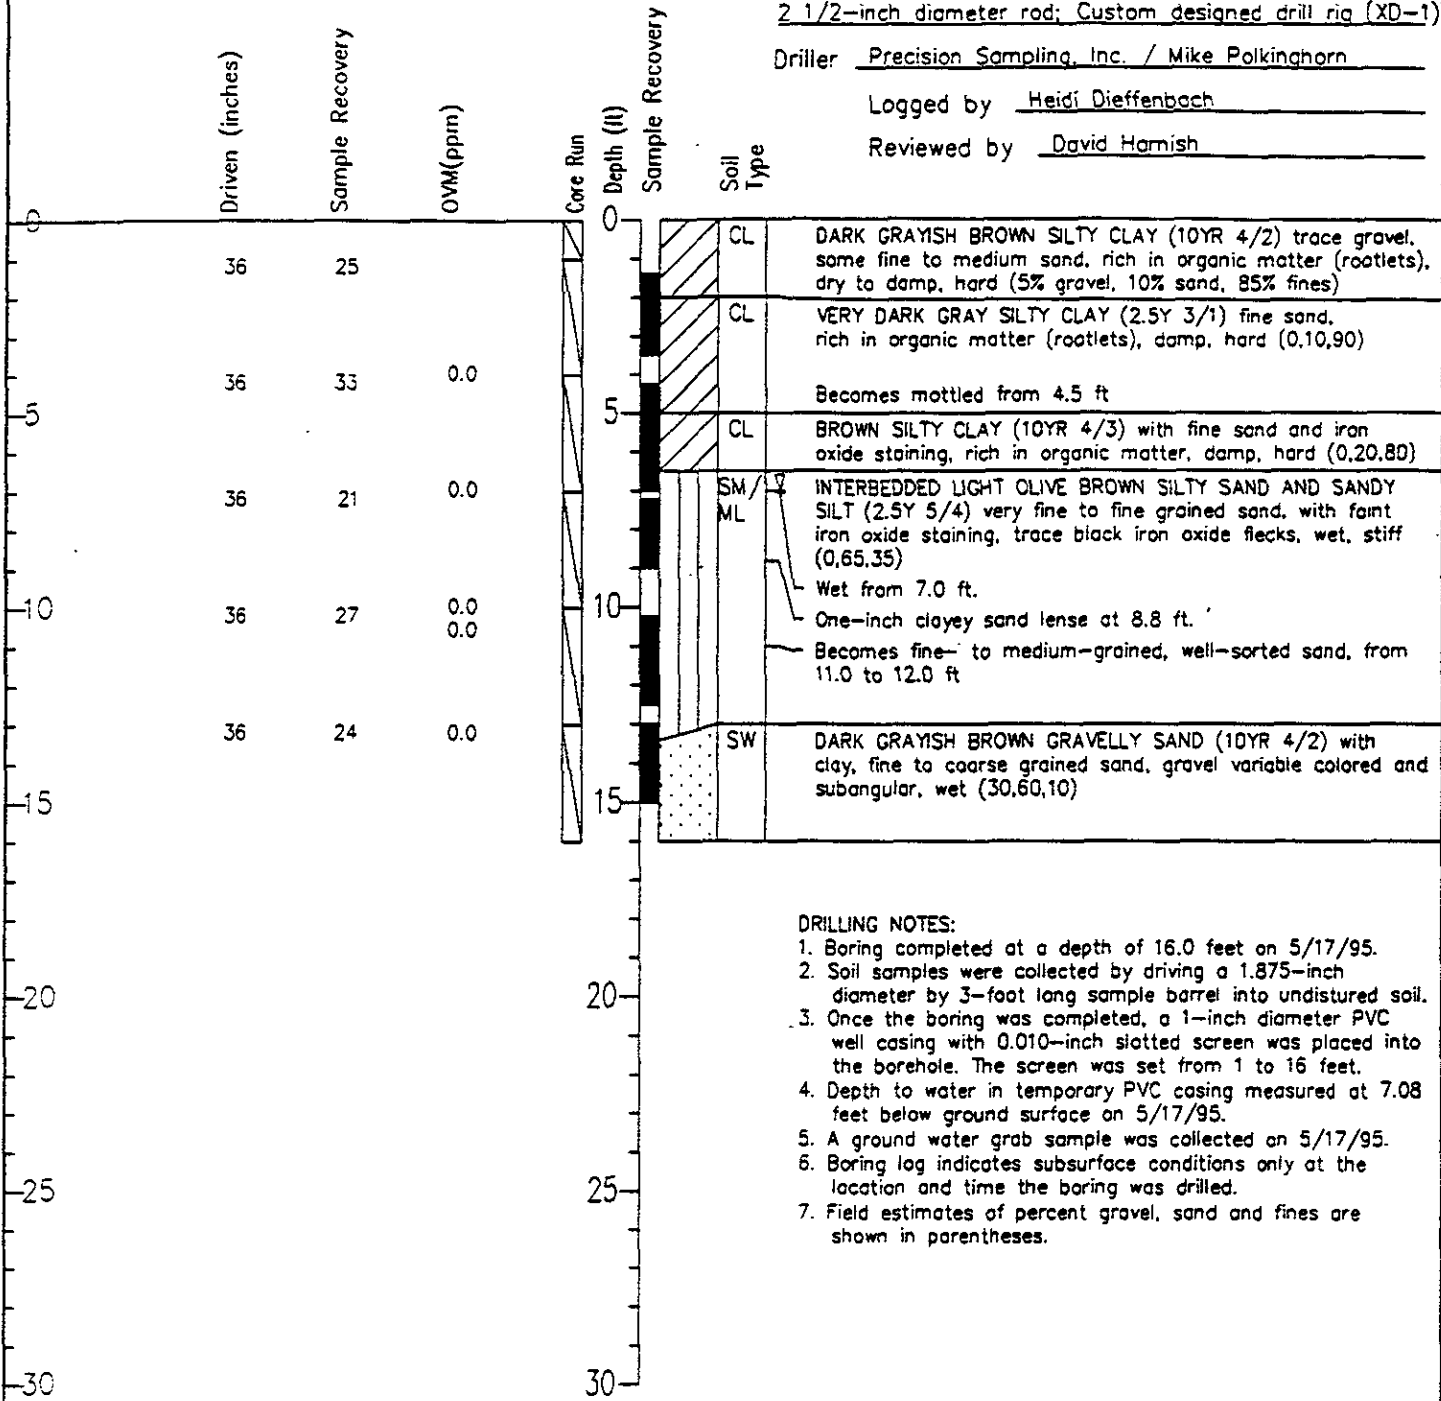 2 1/2-inch diameter rod; Custom designed drill rig (XD-1)
Driller Precision Sampling, Inc. / Mike Polkinghorn
Logged by Heidi Dieffenbach
Reviewed by David Harnish
Driven (inches)
Sample Recovery
OVM(ppm)
Core Run
Depth (ft)
Sample Recovery
Soil Type
0
0
CL
DARK GRAYISH BROWN SILTY CLAY (10YR 4/2) trace gravel,
some fine to medium sand, rich in organic matter (rootlets),
dry to damp, hard (5% gravel, 10% sand, 85% fines)
36 25
CL
VERY DARK GRAY SILTY CLAY (2.5Y 3/1) fine sand,
rich in organic matter (rootlets), damp, hard (0,10,90)
36 33 0.0
Becomes mottled from 4.5 ft
5
5
CL
BROWN SILTY CLAY (10YR 4/3) with fine sand and iron
oxide staining, rich in organic matter, damp, hard (0,20,80)
36 21 0.0
SM/
ML
INTERBEDDED LIGHT OLIVE BROWN SILTY SAND AND SANDY
SILT (2.5Y 5/4) very fine to fine grained sand, with faint
iron oxide staining, trace black iron oxide flecks, wet, stiff
(0,65,35)
Wet from 7.0 ft.
10
10
36 27 0.0
0.0
One-inch clayey sand lense at 8.8 ft.
Becomes fine- to medium-grained, well-sorted sand, from
11.0 to 12.0 ft
36 24 0.0
SW
DARK GRAYISH BROWN GRAVELLY SAND (10YR 4/2) with
clay, fine to coarse grained sand, gravel variable colored and
subangular, wet (30,60,10)
15
15
DRILLING NOTES:
1. Boring completed at a depth of 16.0 feet on 5/17/95.
2. Soil samples were collected by driving a 1.875-inch
diameter by 3-foot long sample barrel into undistured soil.
3. Once the boring was completed, a 1-inch diameter PVC
well casing with 0.010-inch slotted screen was placed into
the borehole. The screen was set from 1 to 16 feet.
4. Depth to water in temporary PVC casing measured at 7.08
feet below ground surface on 5/17/95.
5. A ground water grab sample was collected on 5/17/95.
6. Boring log indicates subsurface conditions only at the
location and time the boring was drilled.
7. Field estimates of percent gravel, sand and fines are
shown in parentheses.
20
20
25
25
30
30